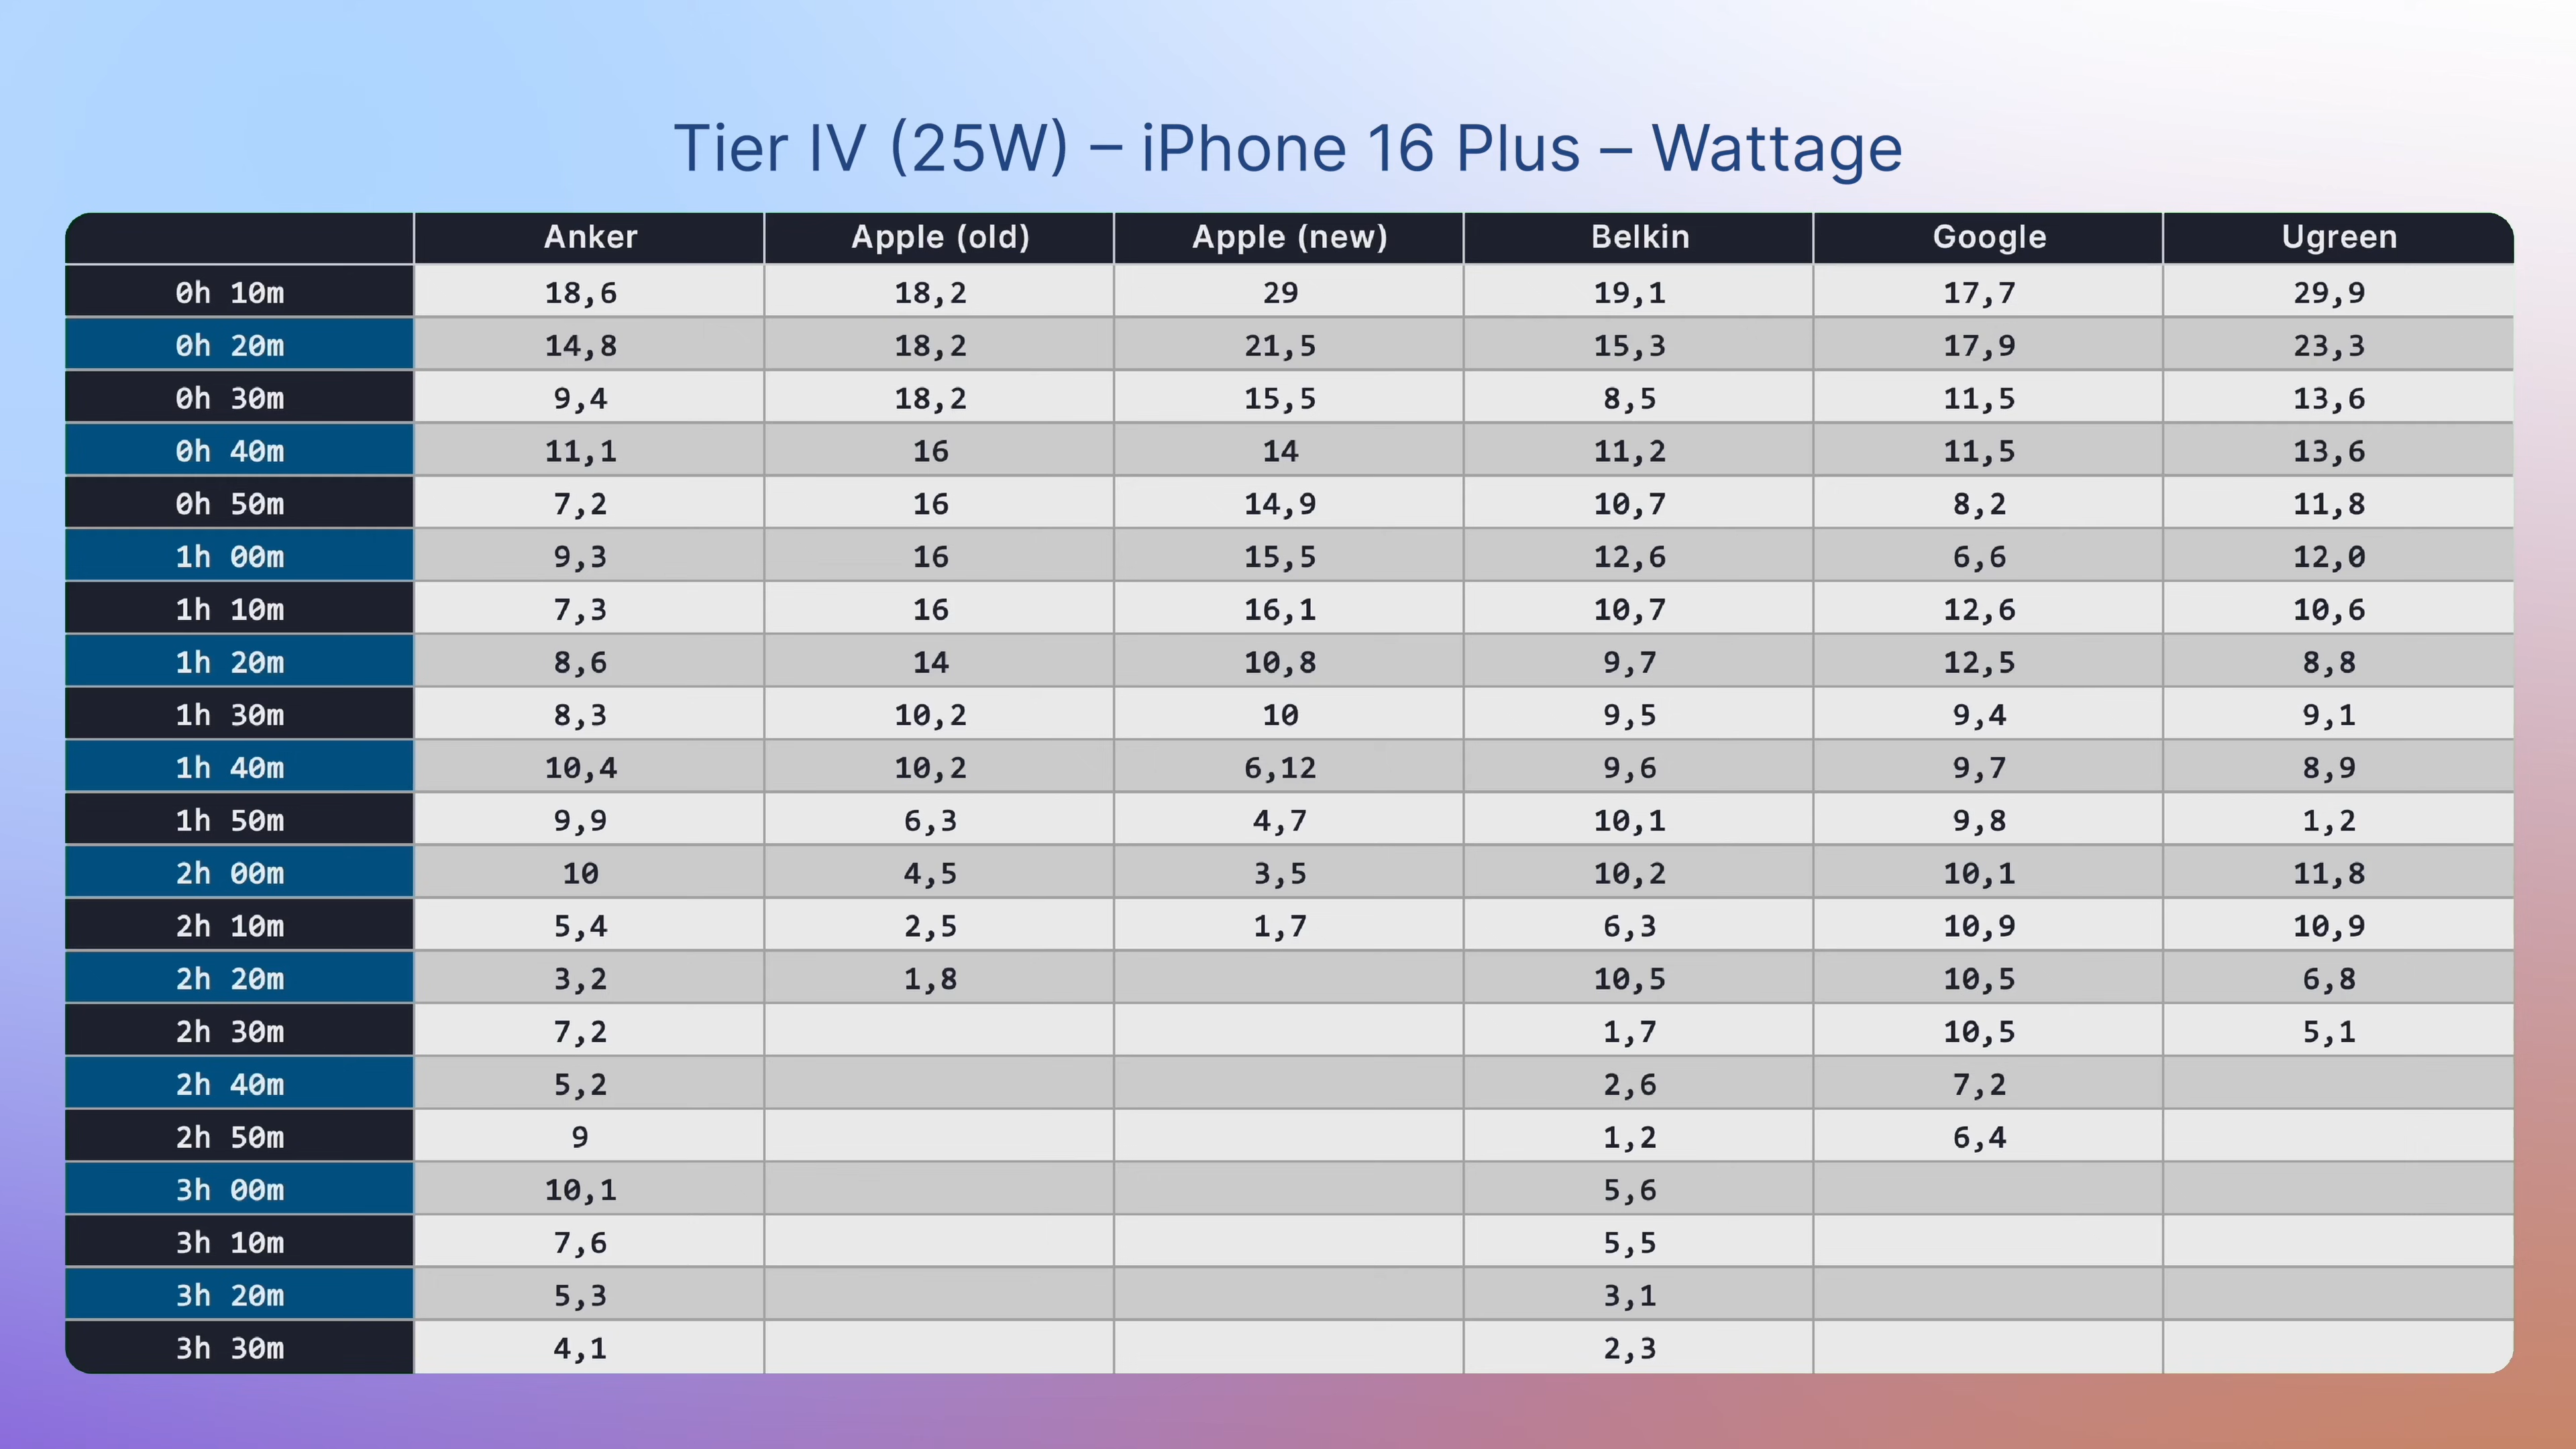 Tier IV (25W) – iPhone 16 Plus – Wattage
Anker Apple (old) Apple (new) Belkin Google Ugreen
0h 10m 18,6 18,2 29 19,1 17,7 29,9
0h 20m 14,8 18,2 21,5 15,3 17,9 23,3
0h 30m 9,4 18,2 15,5 8,5 11,5 13,6
0h 40m 11,1 16 14 11,2 11,5 13,6
0h 50m 7,2 16 14,9 10,7 8,2 11,8
1h 00m 9,3 16 15,5 12,6 6,6 12,0
1h 10m 7,3 16 16,1 10,7 12,6 10,6
1h 20m 8,6 14 10,8 9,7 12,5 8,8
1h 30m 8,3 10,2 10 9,5 9,4 9,1
1h 40m 10,4 10,2 6,12 9,6 9,7 8,9
1h 50m 9,9 6,3 4,7 10,1 9,8 1,2
2h 00m 10 4,5 3,5 10,2 10,1 11,8
2h 10m 5,4 2,5 1,7 6,3 10,9 10,9
2h 20m 3,2 1,8 10,5 10,5 6,8
2h 30m 7,2 1,7 10,5 5,1
2h 40m 5,2 2,6 7,2
2h 50m 9 1,2 6,4
3h 00m 10,1 5,6
3h 10m 7,6 5,5
3h 20m 5,3 3,1
3h 30m 4,1 2,3